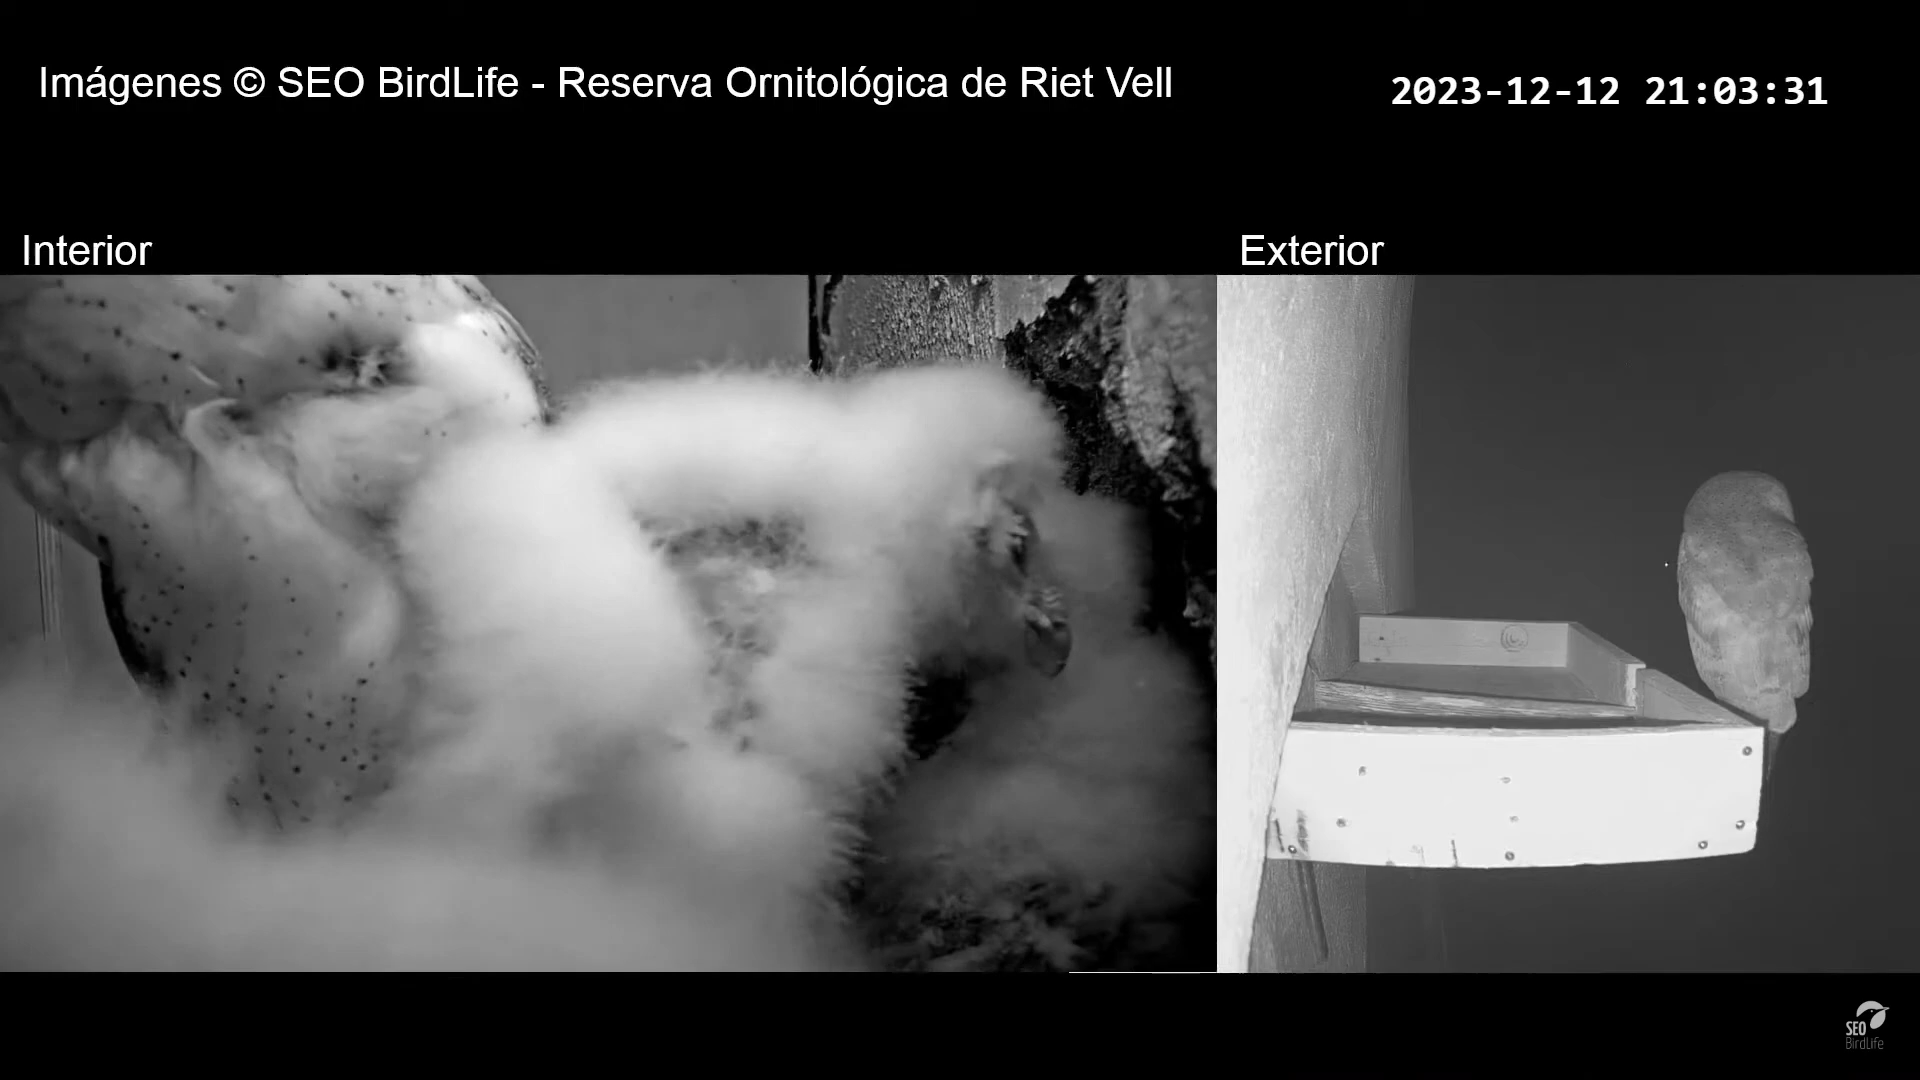 Imágenes © SEO BirdLife - Reserva Ornitológica de Riet Vell
2023-12-12 21:03:31
Interior
Exterior
SEO
BirdLife